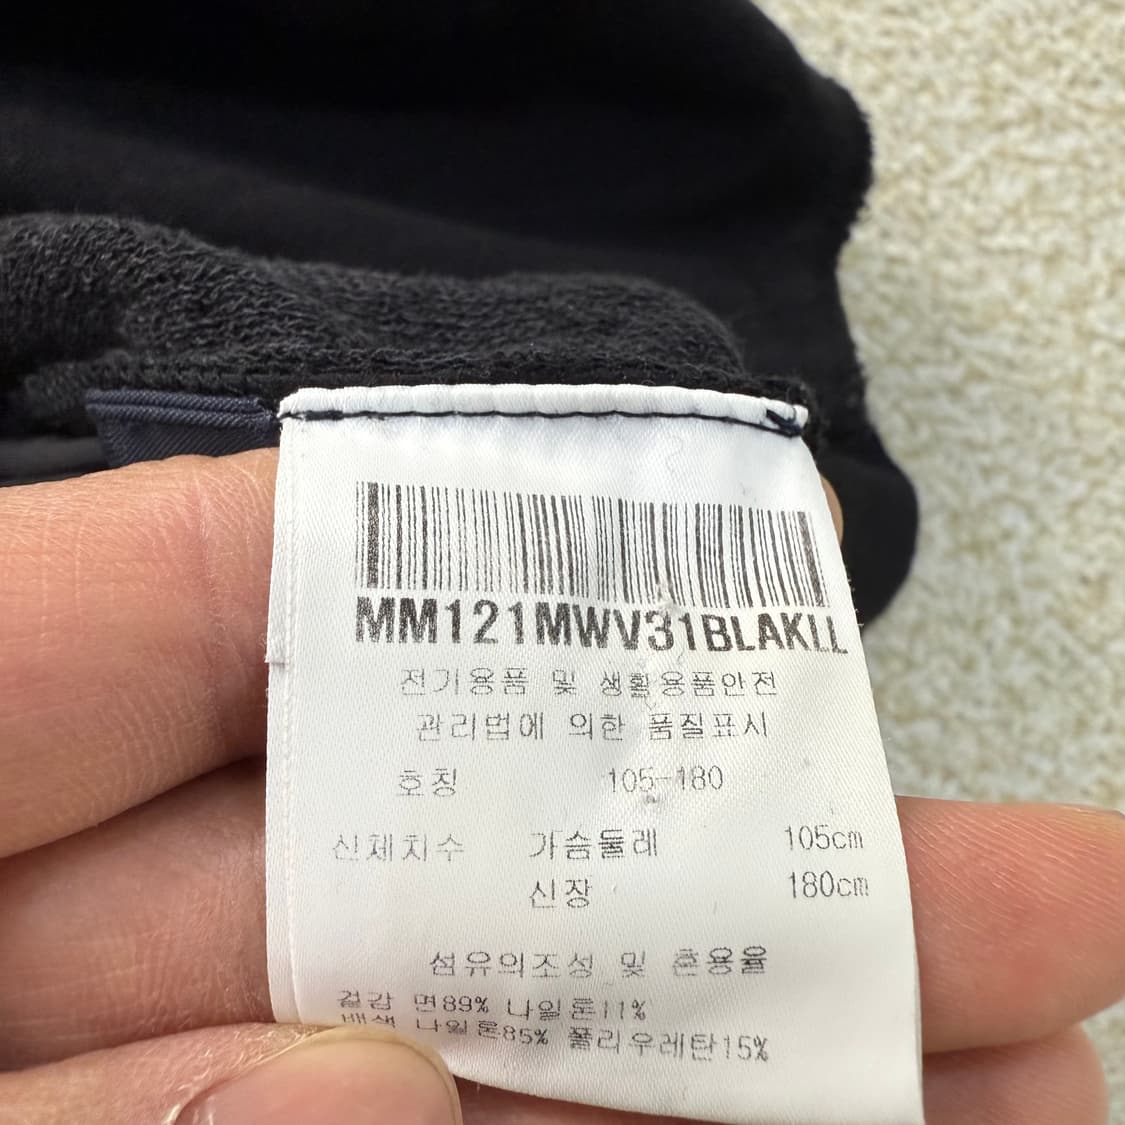 MM121MWV31BLAKLL
전기용품 및 생활용품안전
관리법에 의한 품질표시
호칭 105-180
신체치수 가슴둘레 105cm
신장 180cm
섬유의조성 및 혼용율
겉감 면89% 나일론11%
배색 나일론85% 폴리우레탄15%